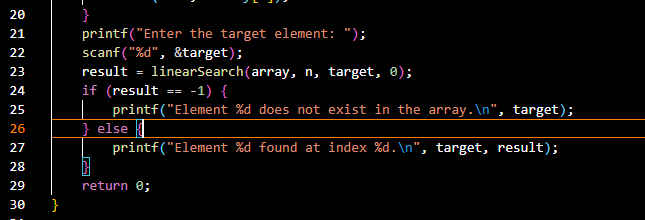 20 }
21 printf("Enter the target element: ");
22 scanf("%d", &target);
23 result = linearSearch(array, n, target, 0);
24 if (result == -1) {
25 printf("Element %d does not exist in the array.\n", target);
26 } else {
27 printf("Element %d found at index %d.\n", target, result);
28 }
29 return 0;
30 }